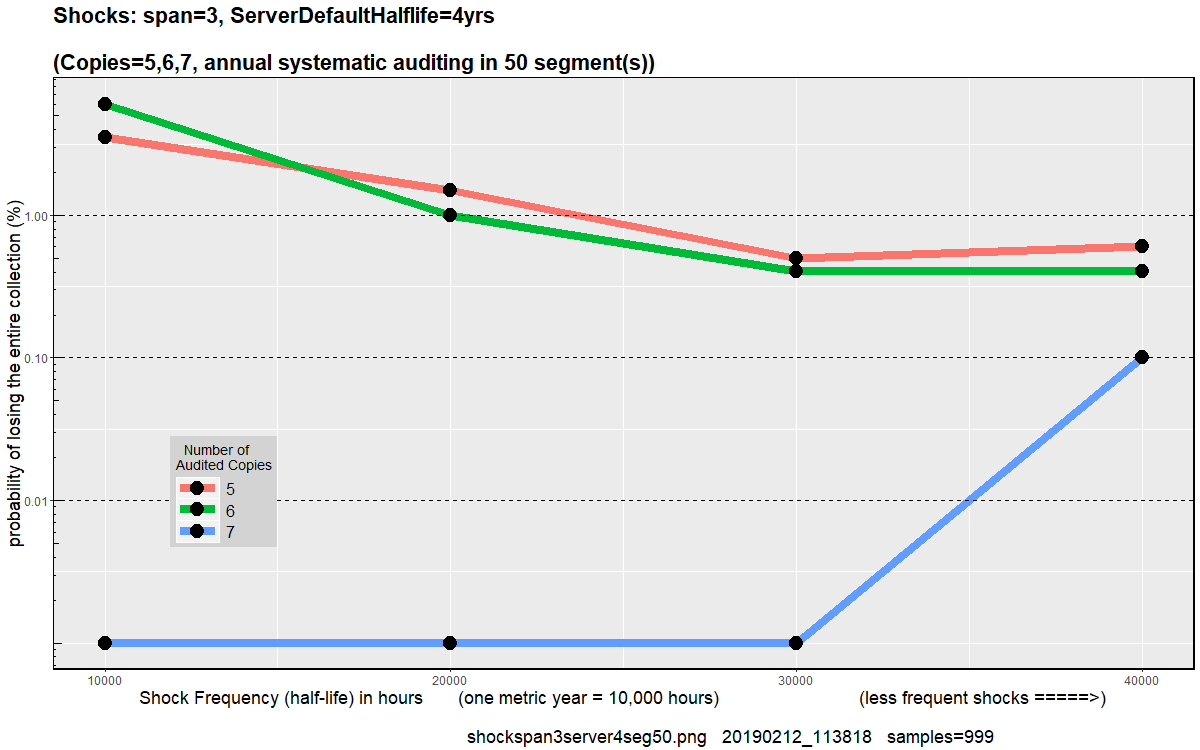 Shocks: span=3, ServerDefaultHalflife=4yrs
(Copies=5,6,7, annual systematic auditing in 50 segment(s))
probability of losing the entire collection (%)
1.00
0.10
0.01
Number of
Audited Copies
5
6
7
10000 20000 30000 40000
Shock Frequency (half-life) in hours (one metric year = 10,000 hours) (less frequent shocks =====>)
shockspan3server4seg50.png 20190212_113818 samples=999